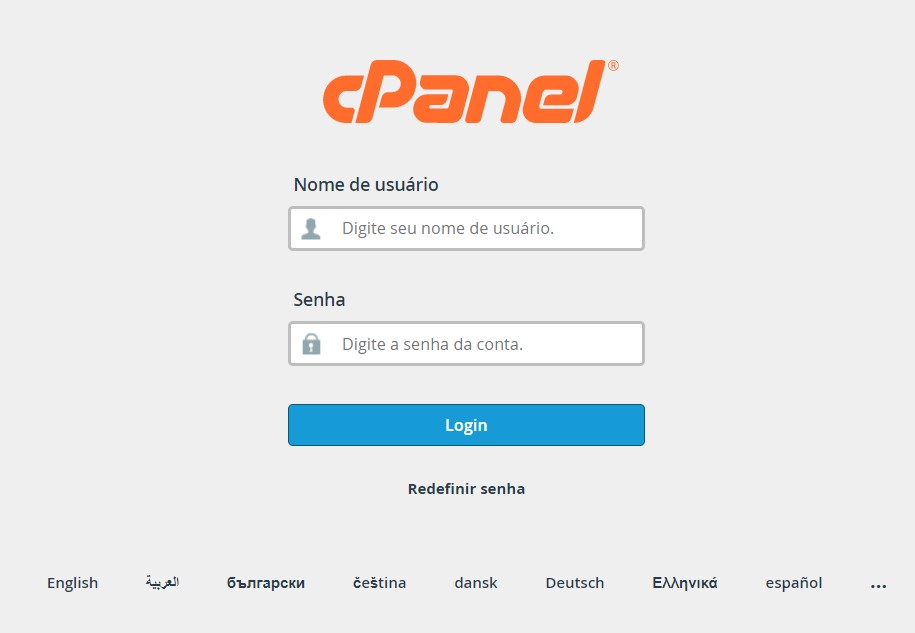 cPanel®
Nome de usuário
Digite seu nome de usuário.
Senha
Digite a senha da conta.
Login
Redefinir senha
English العربية български čeština dansk Deutsch Ελληνικά español ...